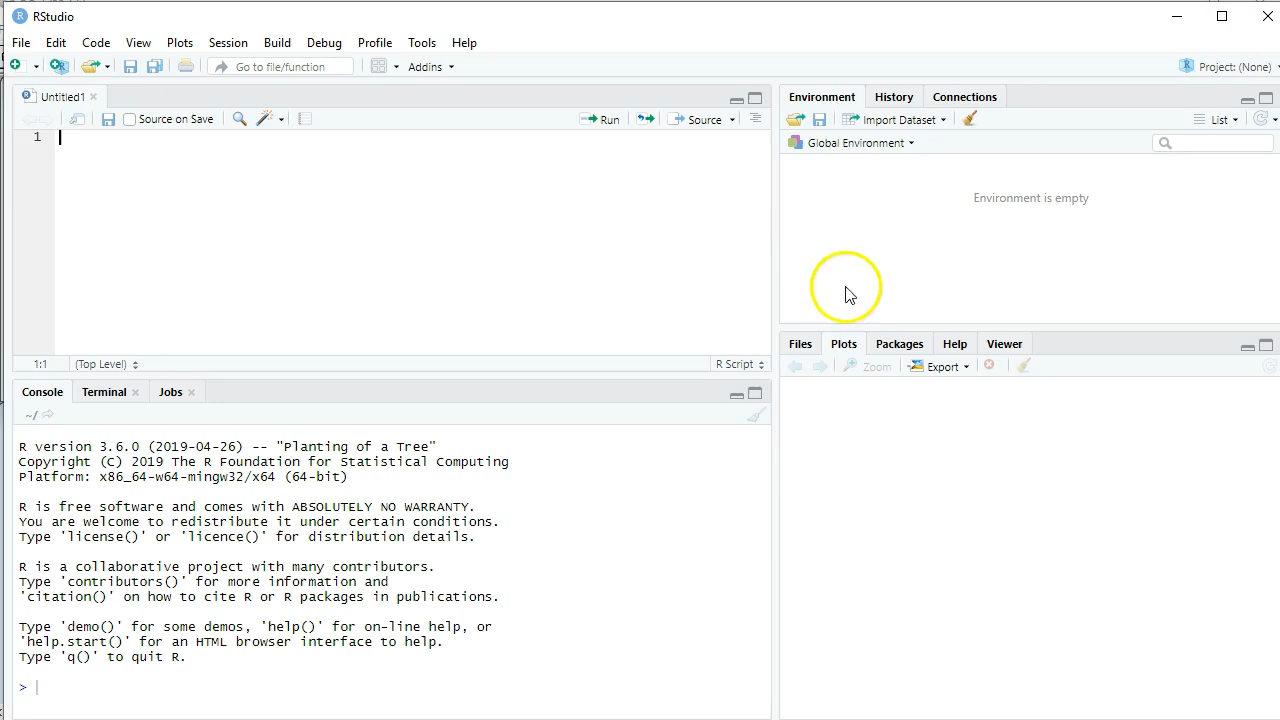 RStudio
File Edit Code View Plots Session Build Debug Profile Tools Help
Go to file/function Addins Project: (None)
Untitled1
Source on Save Run Source
1
1:1 (Top Level) R Script
Console Terminal Jobs
~/
R version 3.6.0 (2019-04-26) -- "Planting of a Tree"
Copyright (C) 2019 The R Foundation for Statistical Computing
Platform: x86_64-w64-mingw32/x64 (64-bit)
R is free software and comes with ABSOLUTELY NO WARRANTY.
You are welcome to redistribute it under certain conditions.
Type 'license()' or 'licence()' for distribution details.
R is a collaborative project with many contributors.
Type 'contributors()' for more information and
'citation()' on how to cite R or R packages in publications.
Type 'demo()' for some demos, 'help()' for on-line help, or
'help.start()' for an HTML browser interface to help.
Type 'q()' to quit R.
>
Environment History Connections
Import Dataset List
Global Environment
Environment is empty
Files Plots Packages Help Viewer
Zoom Export